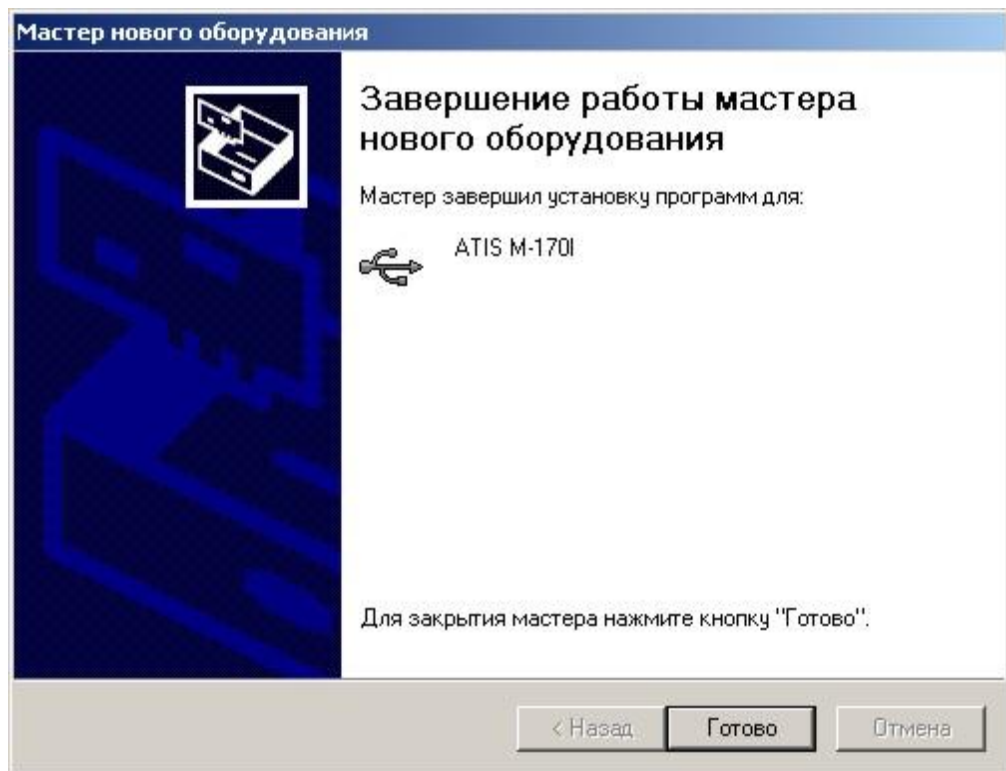 Мастер нового оборудования
Завершение работы мастера
нового оборудования
Мастер завершил установку программ для:
ATIS M-170I
Для закрытия мастера нажмите кнопку "Готово".
< Назад
Готово
Отмена